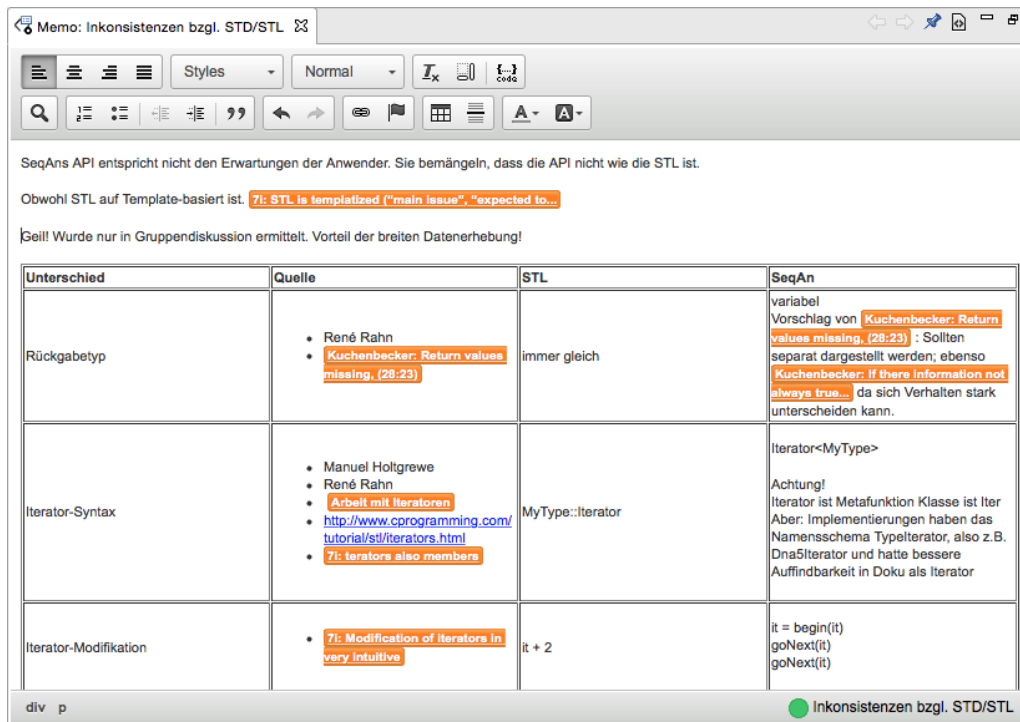 Memo: Inkonsistenzen bzgl. STD/STL
Styles
Normal
code
SeqAns API entspricht nicht den Erwartungen der Anwender. Sie bemängeln, dass die API nicht wie die STL ist.
Obwohl STL auf Template-basiert ist. 7i: STL is templatized ("main issue", "expected to...
Geil! Wurde nur in Gruppendiskussion ermittelt. Vorteil der breiten Datenerhebung!
Unterschied Quelle STL SeqAn
Rückgabetyp
• René Rahn
• Kuchenbecker: Return values
missing, (28:23)
immer gleich
variabel
Vorschlag von Kuchenbecker: Return
values missing, (28:23) : Sollten
separat dargestellt werden; ebenso
Kuchenbecker: If there information not
always true... da sich Verhalten stark
unterscheiden kann.
Iterator-Syntax
• Manuel Holtgrewe
• René Rahn
• Arbeit mit Iteratoren
• http://www.cprogramming.com/
tutorial/stl/iterators.html
• 7i: terators also members
MyType::Iterator
Iterator<MyType>
Achtung!
Iterator ist Metafunktion Klasse ist Iter
Aber: Implementierungen haben das
Namensschema TypeIterator, also z.B.
Dna5Iterator und hatte bessere
Auffindbarkeit in Doku als Iterator
Iterator-Modifikation
• 7i: Modification of iterators in
very intuitive
it + 2
it = begin(it)
goNext(it)
goNext(it)
div p
Inkonsistenzen bzgl. STD/STL